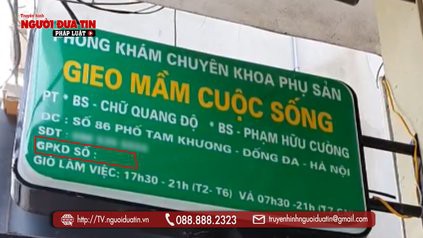 Truyền hình
NGƯỜI ĐƯA TIN
PHÁP LUẬT
PHÒNG KHÁM CHUYÊN KHOA PHỤ SẢN
GIEO MẦM CUỘC SỐNG
PT * BS - CHỮ QUANG ĐỘ * BS - PHẠM HỮU CƯỜNG
ĐC : SỐ 86 PHỐ TAM KHƯƠNG - ĐỐNG ĐA - HÀ NỘI
SĐT :
GPKD SỐ :
GIỜ LÀM VIỆC: 17h30 - 21h (T2- T6) VÀ 07h30 -21h
http://TV.nguoiduatin.vn
088.888.2323
truyenhinhnguoiduatin@gmail.com